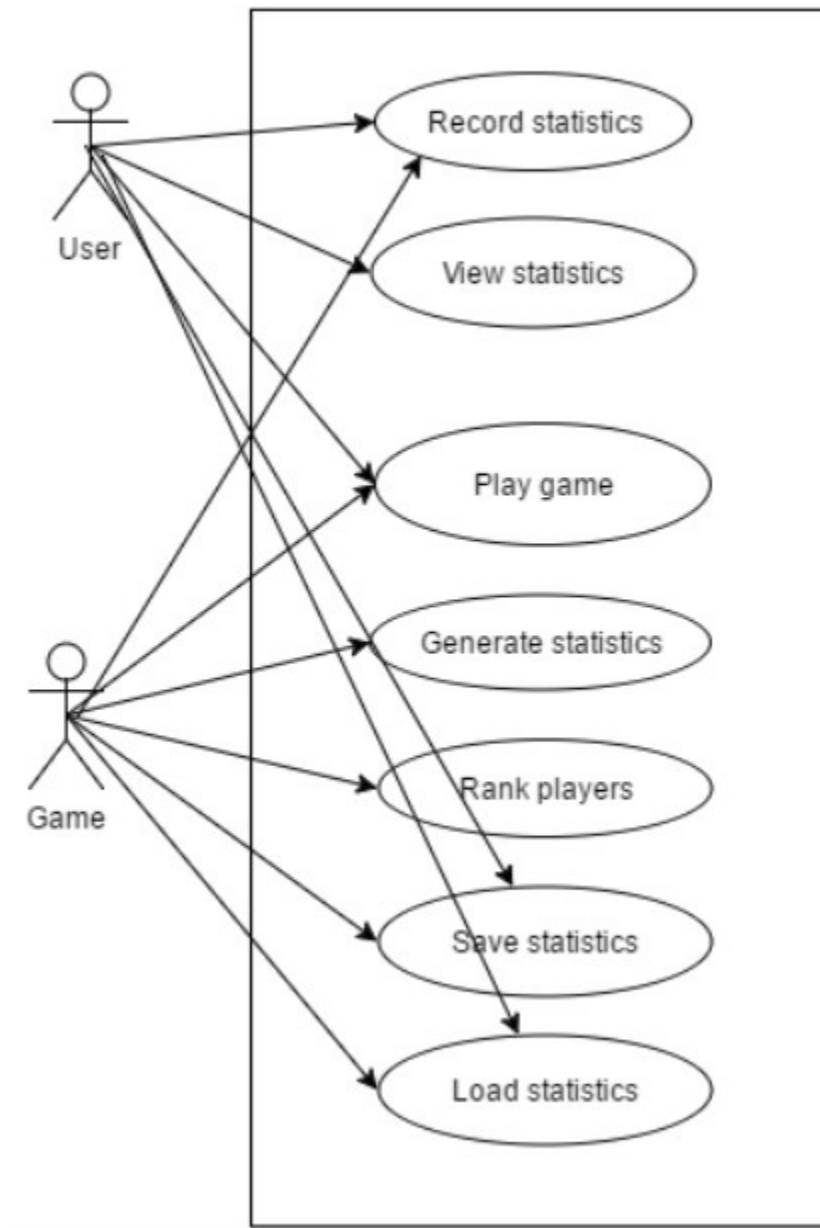 Record statistics
User
View statistics
Play game
Generate statistics
Rank players
Game
Save statistics
Load statistics